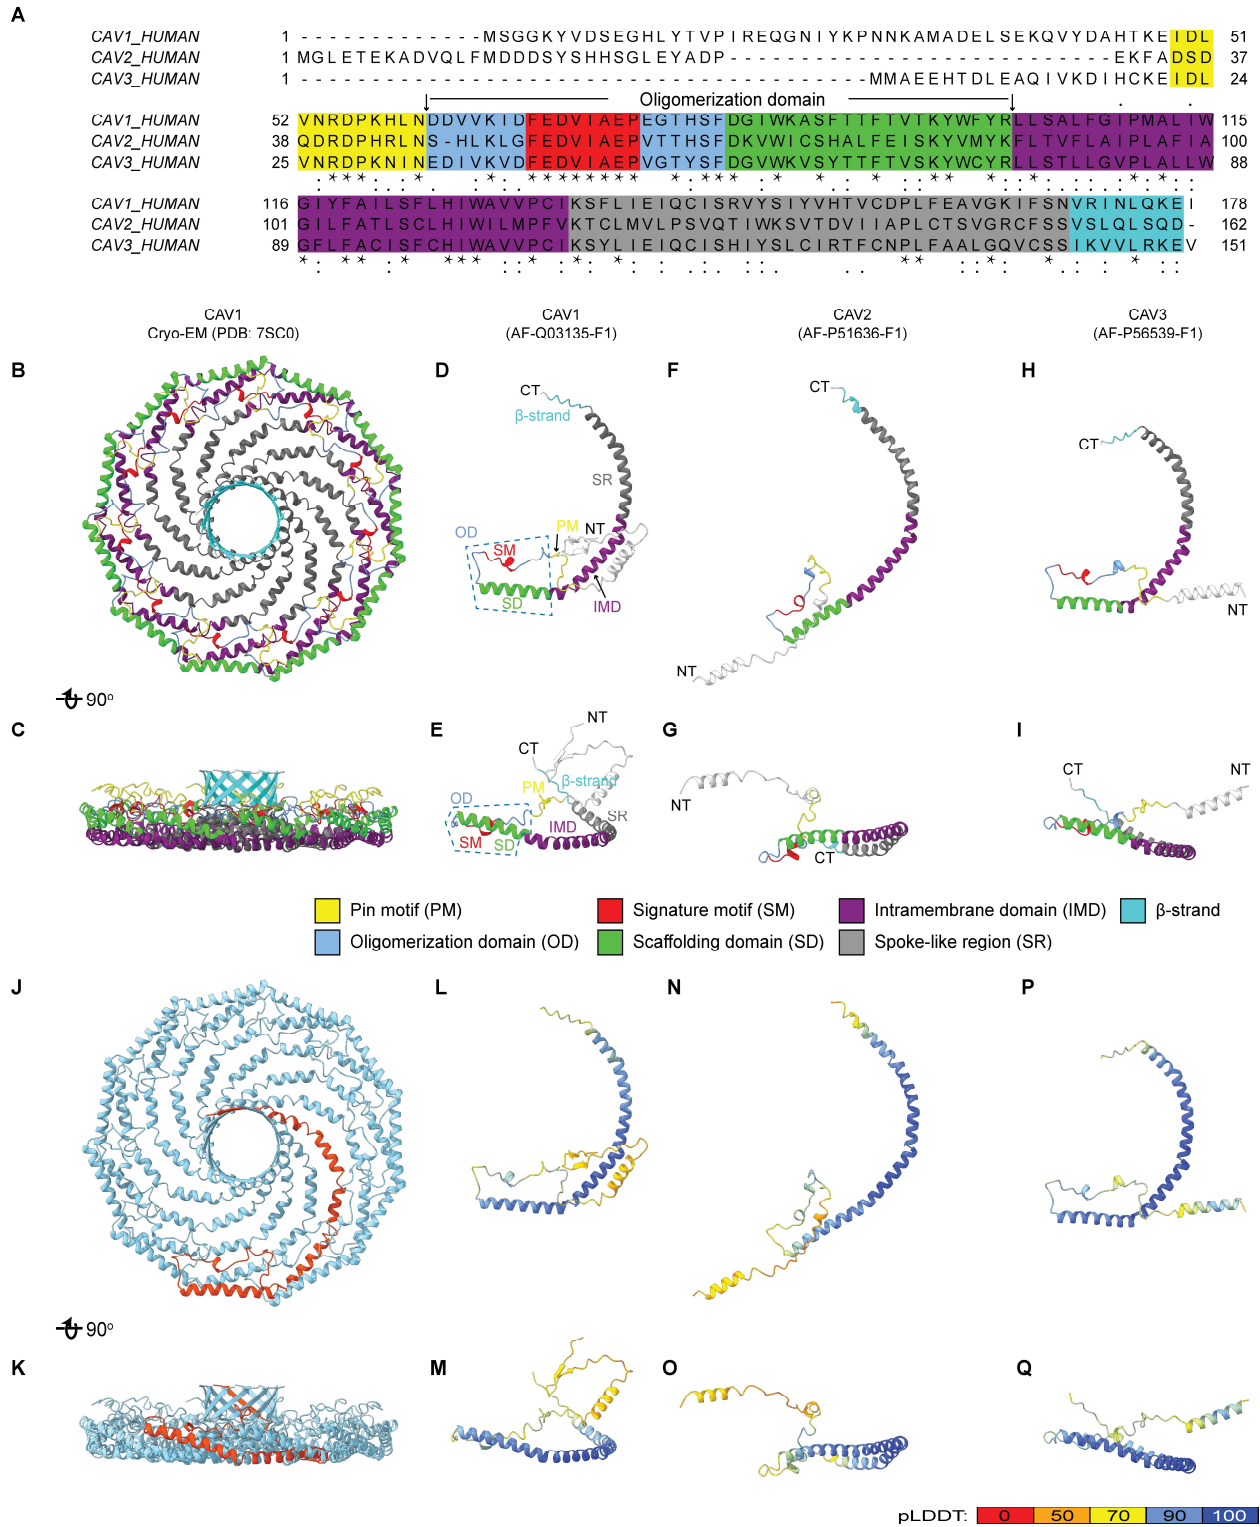 A
CAV1_HUMAN 1 - - - - - - - - - - - - - MSGGKYVDSEGHLYTVPIREQGNIYKPNNKAMADELSEKQVYDAHTKEIDL 51
CAV2_HUMAN 1 MGLETEKADVQLFMDDDSYSHHSGLEYADP - - - - - - - - - - - - - - - - - - - - - - - - - - - EKFADSD 37
CAV3_HUMAN 1 - - - - - - - - - - - - - - - - - - - - - - - - - - - - - - - - - - - - - - - - MMAEEHTDLEAQIVKDIHCKEIDL 24
Oligomerization domain
CAV1_HUMAN 52 VNRDPKHLNDDVVKIDFEDVIAEPEGTHSFDGIWKASFTTFTVTKYWFYRLLSALFGIPMALIW 115
CAV2_HUMAN 38 QDRDPHRLNS-HLKLGFEDVIAEPVTTHSFDKVWICSHALFEISKYVMYKFLTVFLAIPLAFIA 100
CAV3_HUMAN 25 VNRDPKNINEDIVKVDFEDVIAEPVGTYSFDGVWKVSYTTFTVSKYWCYRLLSTLLGVPLALLW 88
CAV1_HUMAN 116 GIYFAILSFLHIWAVVPCIKSFLIEIQCISRVYSIYVHTVCDPLFEAVGKIFSNVRINLQKEI 178
CAV2_HUMAN 101 GILFATLSCLHIWILMPFVKTCLMVLPSVQTIWKSVTDVIIAPLCTSVGRCFSSVSLQLSQD- 162
CAV3_HUMAN 89 GFLFACISFCHIWAVVPCIKSYLIEIQCISHIYSLCIRTFCNPLFAALGQVCSSIKVVLRKEV 151
CAV1
Cryo-EM (PDB: 7SC0)
CAV1
(AF-Q03135-F1)
CAV2
(AF-P51636-F1)
CAV3
(AF-P56539-F1)
B
D
CT
β-strand
SR
OD
SM
PM
NT
SD
IMD
F
CT
NT
H
CT
NT
90º
C
E
NT
CT
PM
β-strand
OD
IMD
SR
SM
SD
G
NT
CT
I
CT
NT
Pin motif (PM)
Signature motif (SM)
Intramembrane domain (IMD)
β-strand
Oligomerization domain (OD)
Scaffolding domain (SD)
Spoke-like region (SR)
J
L
N
P
90º
K
M
O
Q
pLDDT: 0 50 70 90 100